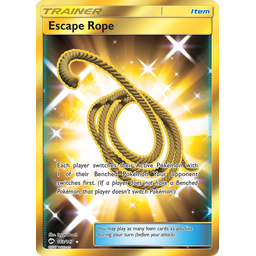 TRAINER
Item
Escape Rope
Each player switches their Active Pokémon with
1 of their Benched Pokémon. Your opponent
switches first. (If a player does not have a Benched
Pokémon, that player doesn't switch Pokémon.)
You may play as many Item cards as you like
during your turn (before your attack).